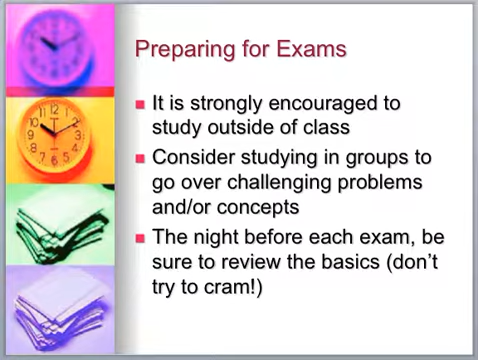 Preparing for Exams
It is strongly encouraged to
study outside of class
Consider studying in groups to
go over challenging problems
and/or concepts
The night before each exam, be
sure to review the basics (don't
try to cram!)